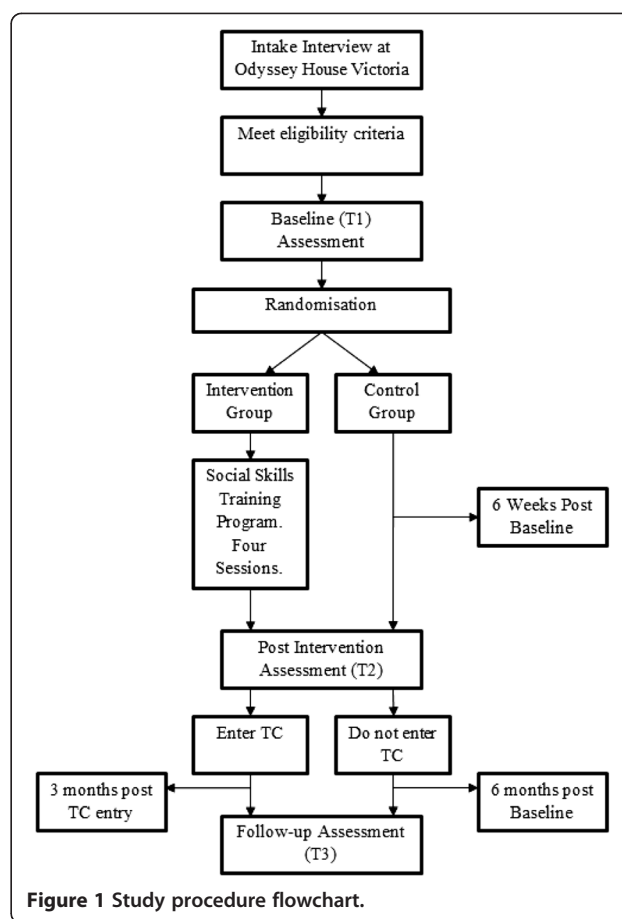 Intake Interview at
Odyssey House Victoria
Meet eligibility criteria
Baseline (T1)
Assessment
Randomisation
Intervention
Group
Control
Group
Social Skills
Training
Program.
Four
Sessions.
6 Weeks Post
Baseline
Post Intervention
Assessment (T2)
Enter TC
Do not enter
TC
3 months post
TC entry
6 months post
Baseline
Follow-up Assessment
(T3)
Figure 1 Study procedure flowchart.